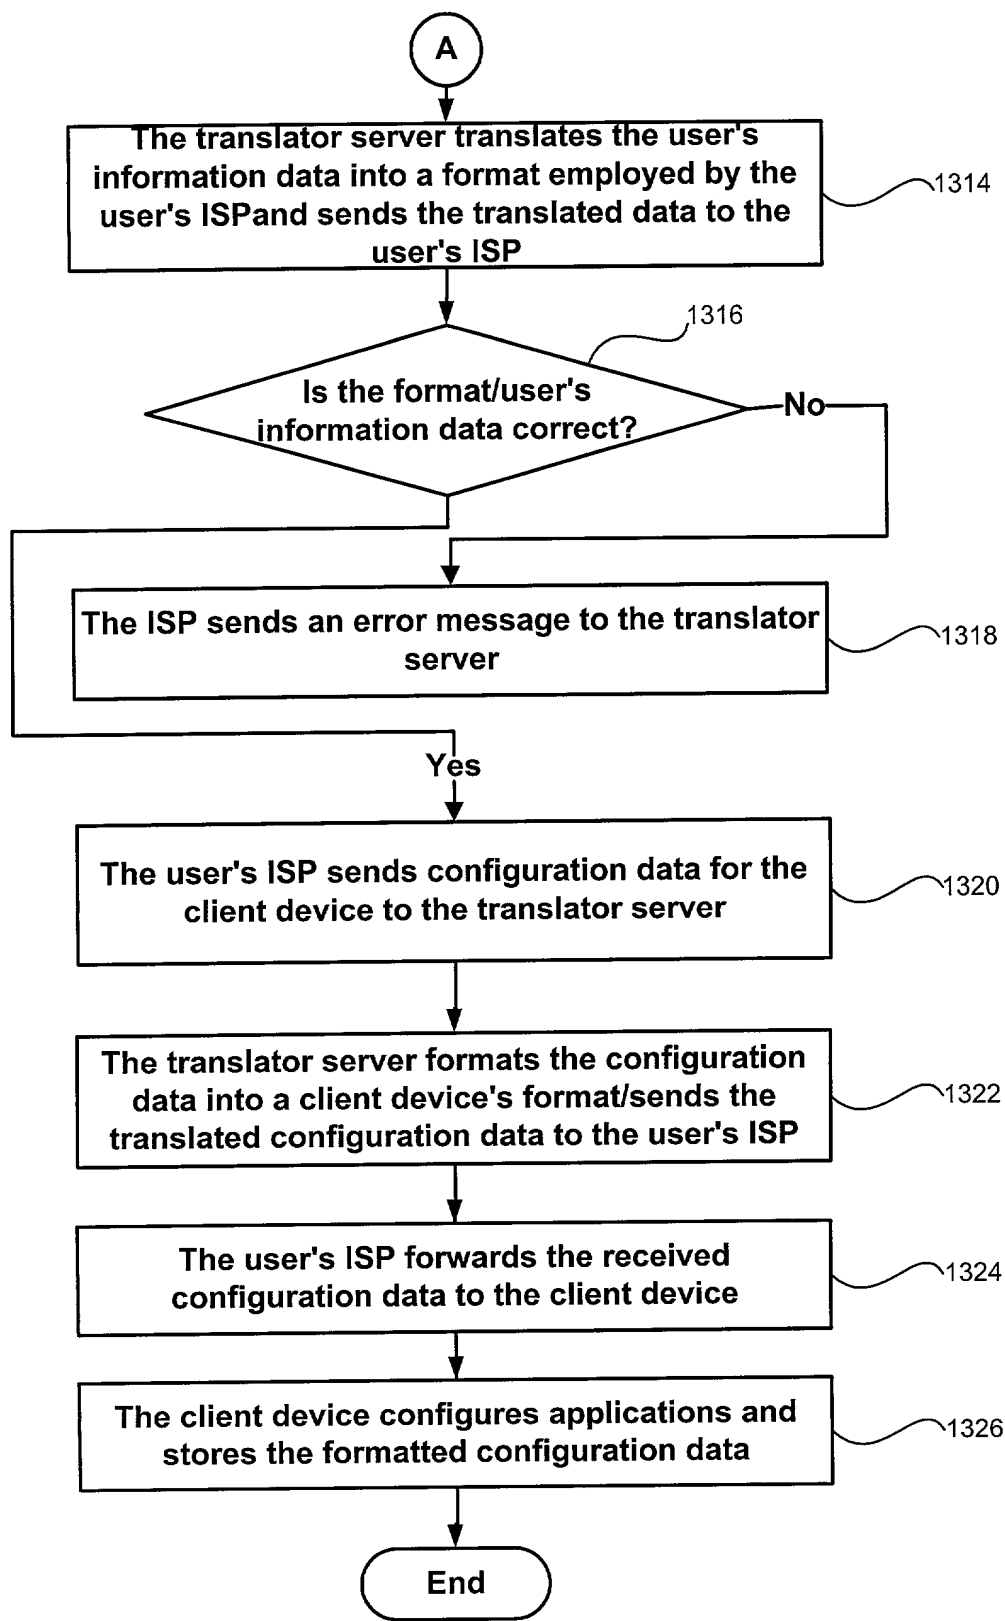 A
The translator server translates the user's
information data into a format employed by the
user's ISPand sends the translated data to the
user's ISP
1314
1316
Is the format/user's
information data correct?
No
The ISP sends an error message to the translator
server
1318
Yes
The user's ISP sends configuration data for the
client device to the translator server
1320
The translator server formats the configuration
data into a client device's format/sends the
translated configuration data to the user's ISP
1322
The user's ISP forwards the received
configuration data to the client device
1324
The client device configures applications and
stores the formatted configuration data
1326
End